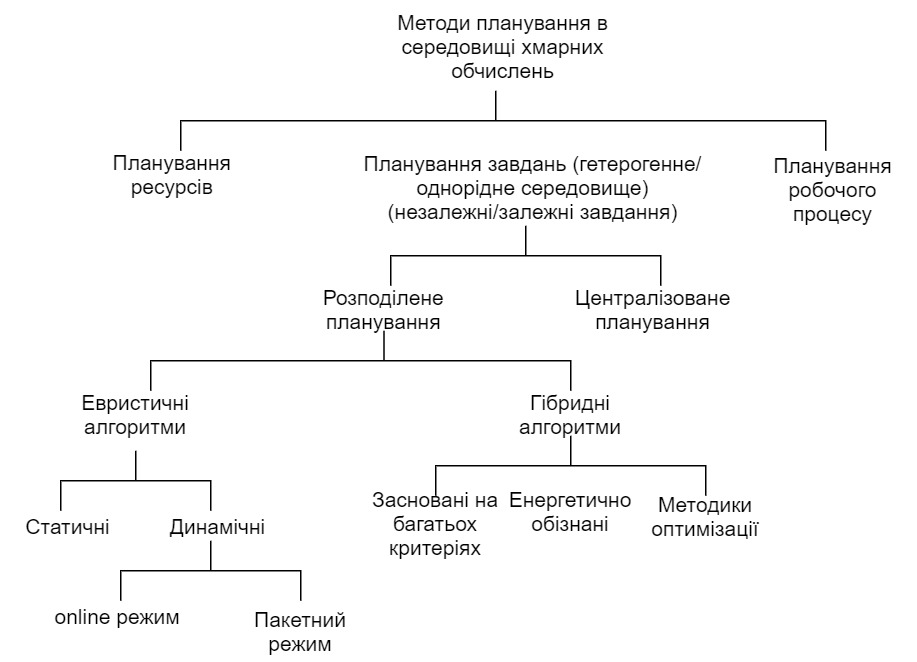 Методи планування в
середовищі хмарних
обчислень
Планування
ресурсів
Планування завдань (гетерогенне/
однорідне середовище)
(незалежні/залежні завдання)
Планування
робочого
процесу
Розподілене
планування
Централізоване
планування
Евристичні
алгоритми
Гібридні
алгоритми
Статичні
Динамічні
Засновані на
багатьох
критеріях
Енергетично
обізнані
Методики
оптимізації
online режим
Пакетний
режим